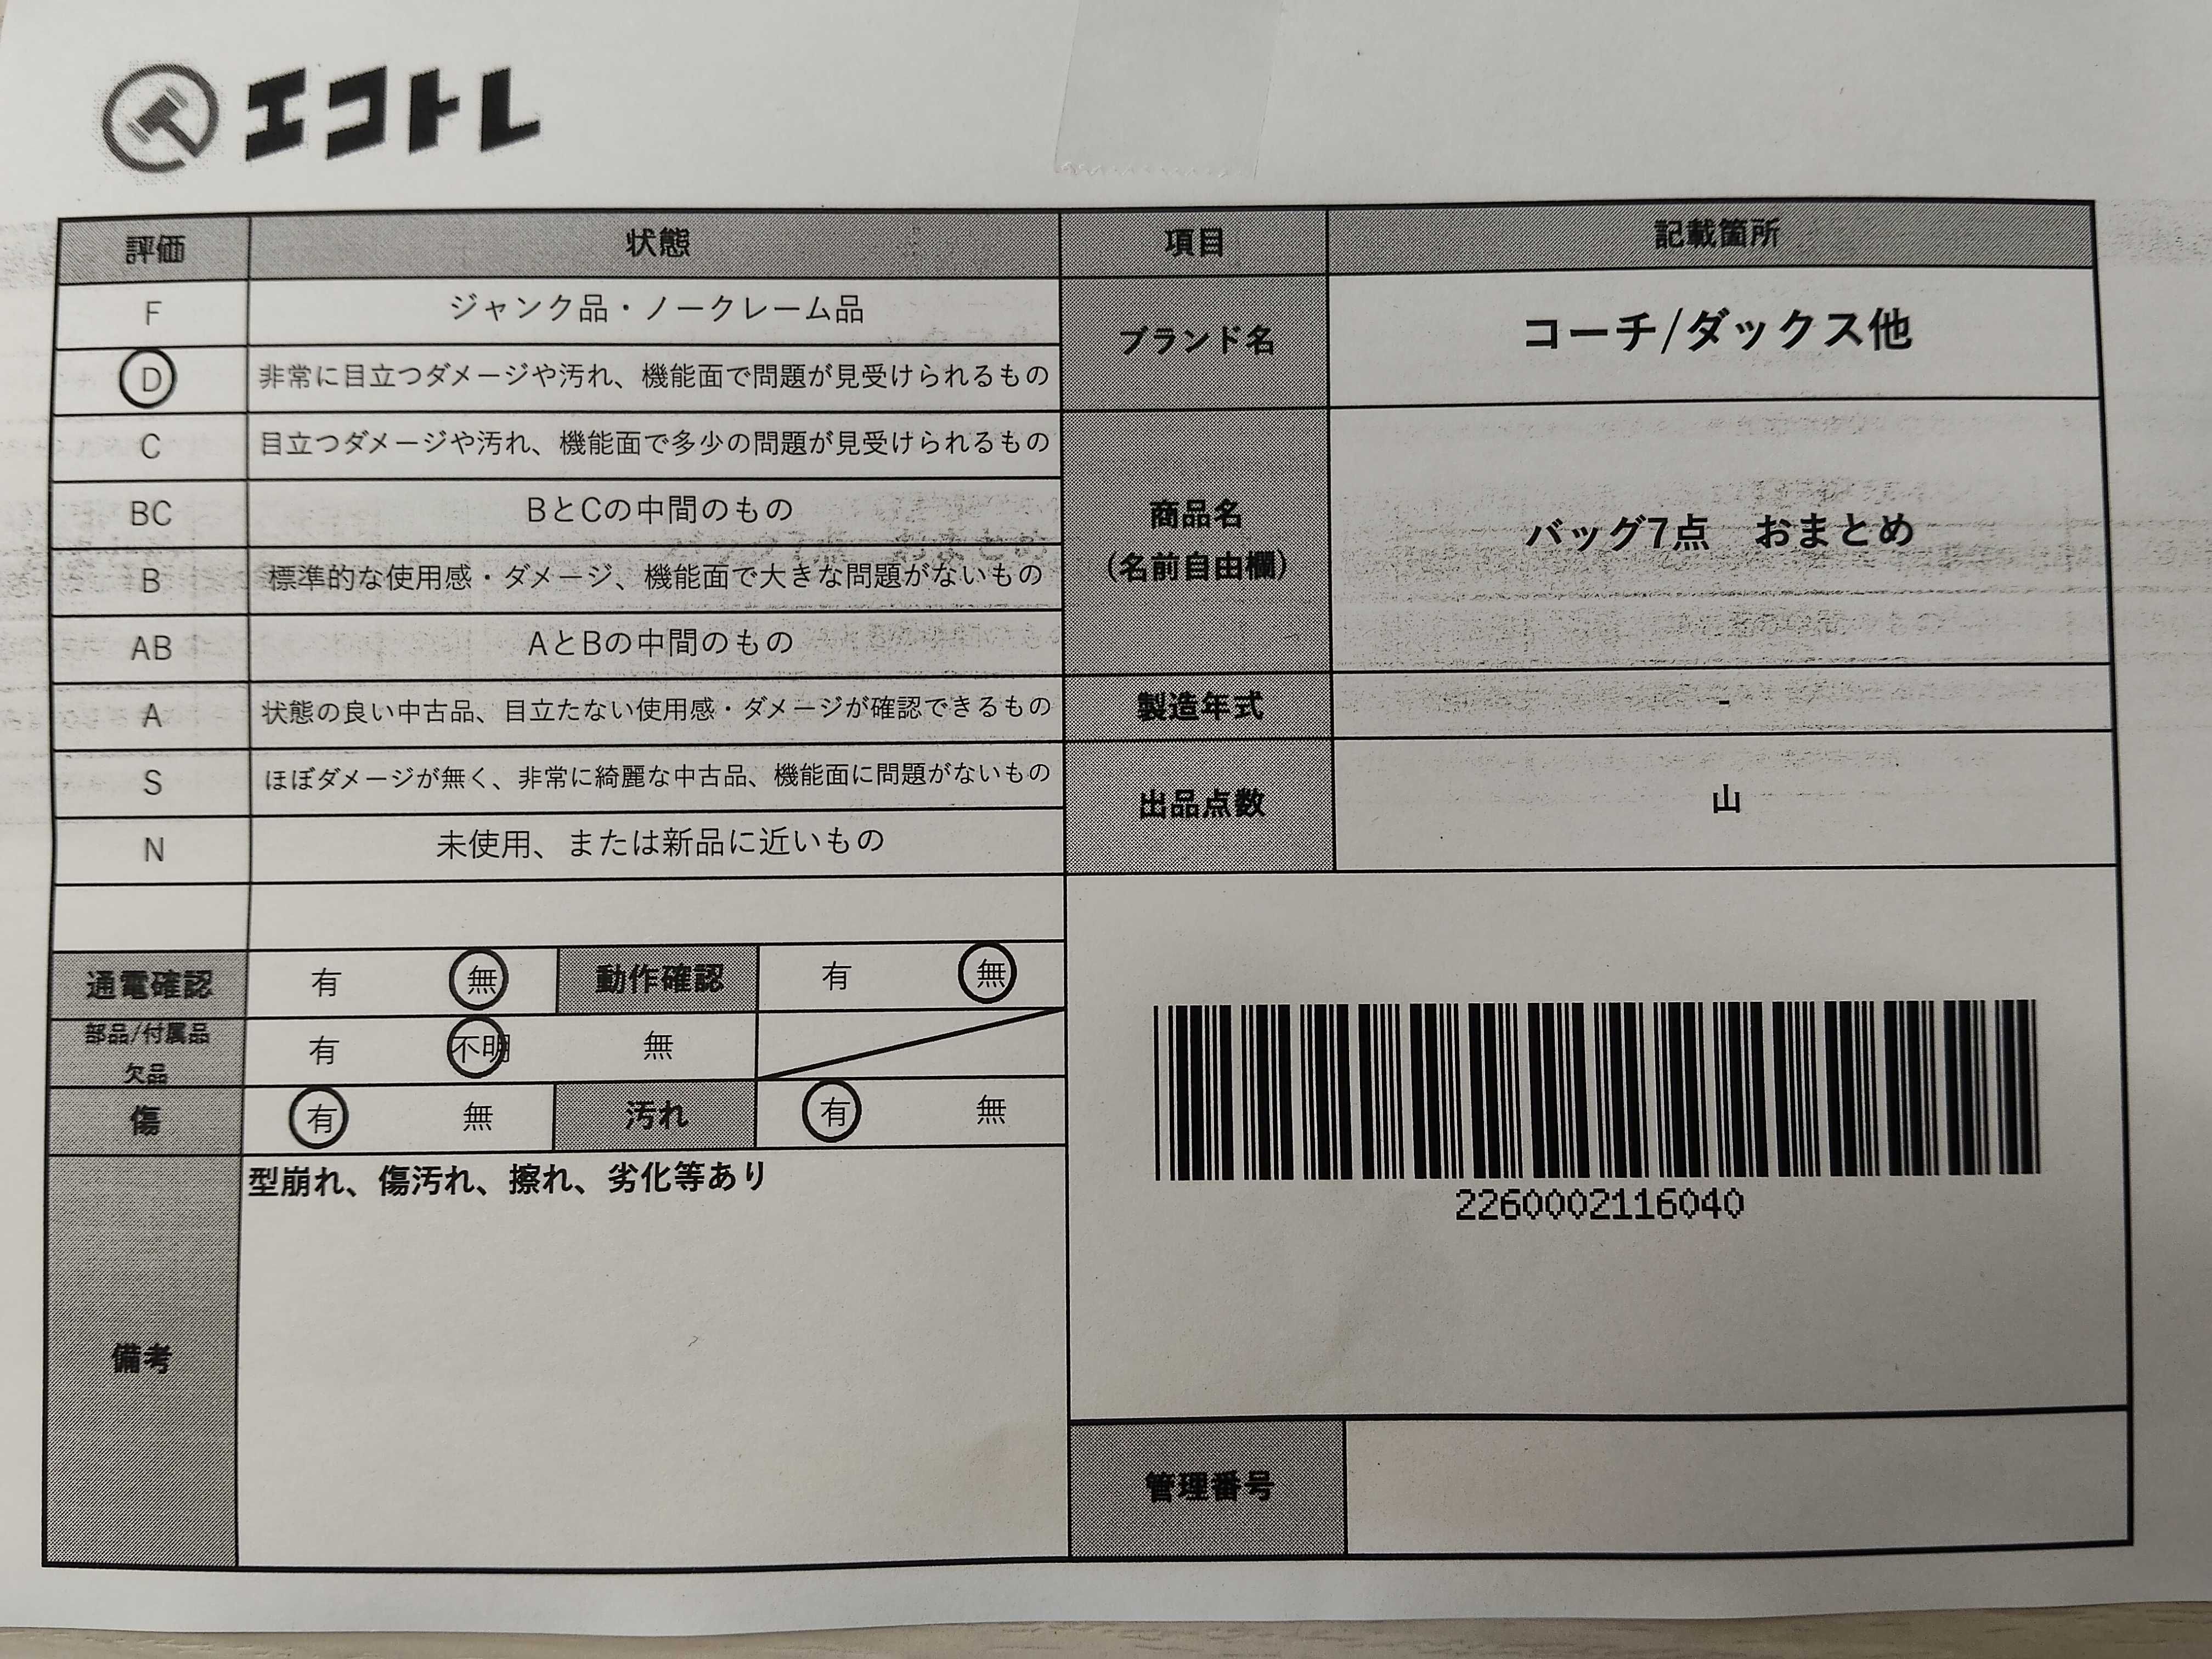 エコトレ
評価 状態 項目 記載箇所
F ジャンク品・ノークレーム品
D 非常に目立つダメージや汚れ、機能面で問題が見受けられるもの
ブランド名 コーチ/ダックス他
C 目立つダメージや汚れ、機能面で多少の問題が見受けられるもの
BC BとCの中間のもの
B 標準的な使用感・ダメージ、機能面で大きな問題がないもの
商品名
(名前自由欄)
バッグ7点　おまとめ
AB AとBの中間のもの
A 状態の良い中古品、目立たない使用感・ダメージが確認できるもの
製造年式 -
S ほぼダメージが無く、非常に綺麗な中古品、機能面に問題がないもの
出品点数 山
N 未使用、または新品に近いもの
通電確認 有 無 動作確認 有 無
部品/付属品
欠品
有 不明 無
傷 有 無 汚れ 有 無
備考 型崩れ、傷汚れ、擦れ、劣化等あり
2260002116040
管理番号